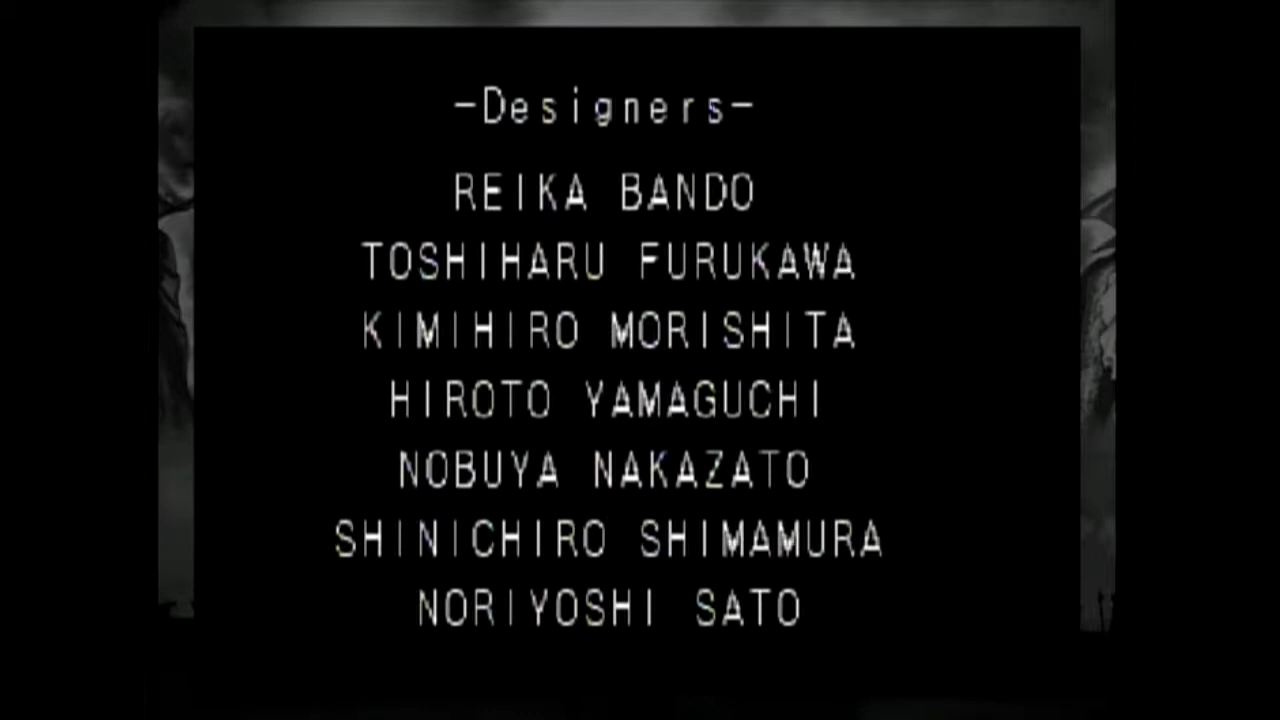 -Designers-
REIKA BANDO
TOSHIHARU FURUKAWA
KIMIHIRO MORISHITA
HIROTO YAMAGUCHI
NOBUYA NAKAZATO
SHINICHIRO SHIMAMURA
NORIYOSHI SATO